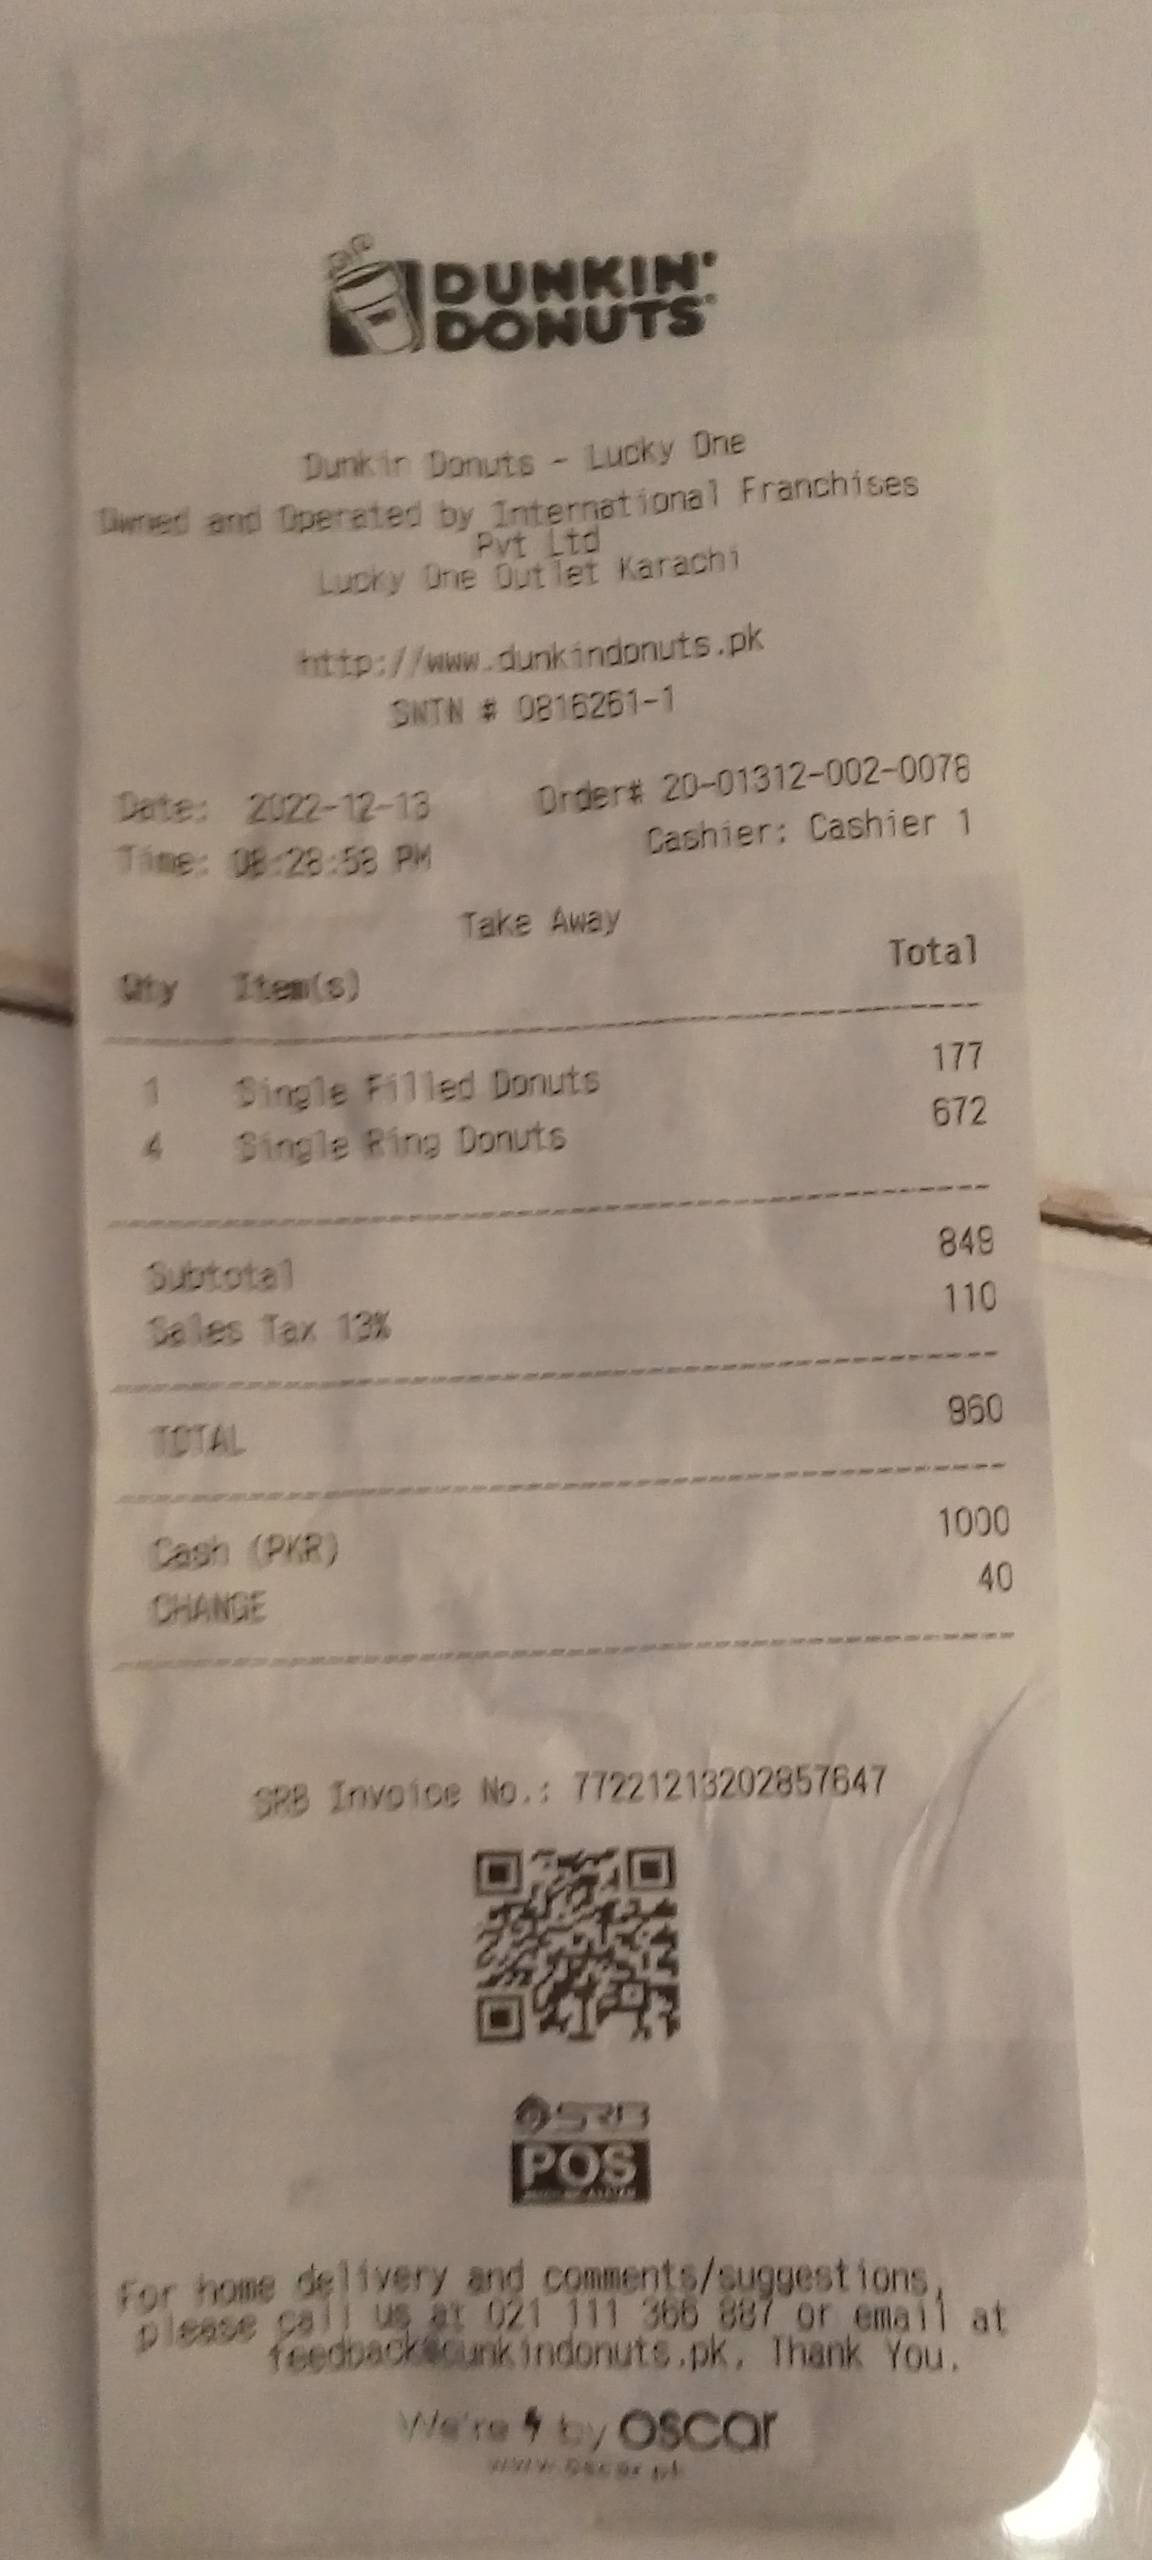 DUNKIN'
DONUTS
Dunkin Donuts - Lucky One
Owned and Operated by International Franchises
Pvt Ltd
Lucky One Outlet Karachi
http://www.dunkindonuts.pk
SNTN # 0816261-1
Date: 2022-12-13 Order# 20-01312-002-0078
Time: 08:28:58 PM Cashier: Cashier 1
Take Away
Qty Item(s) Total
1 Single Filled Donuts 177
4 Single Ring Donuts 672
Subtotal 849
Sales Tax 13% 110
TOTAL 960
Cash (PKR) 1000
CHANGE 40
SRB Invoice No.: 77221213202857647
SRB
POS
For home delivery and comments/suggestions,
please call us at 021 111 366 887 or email at
feedback@dunkindonuts.pk. Thank You.
We're by oscar
www.oscar.pk